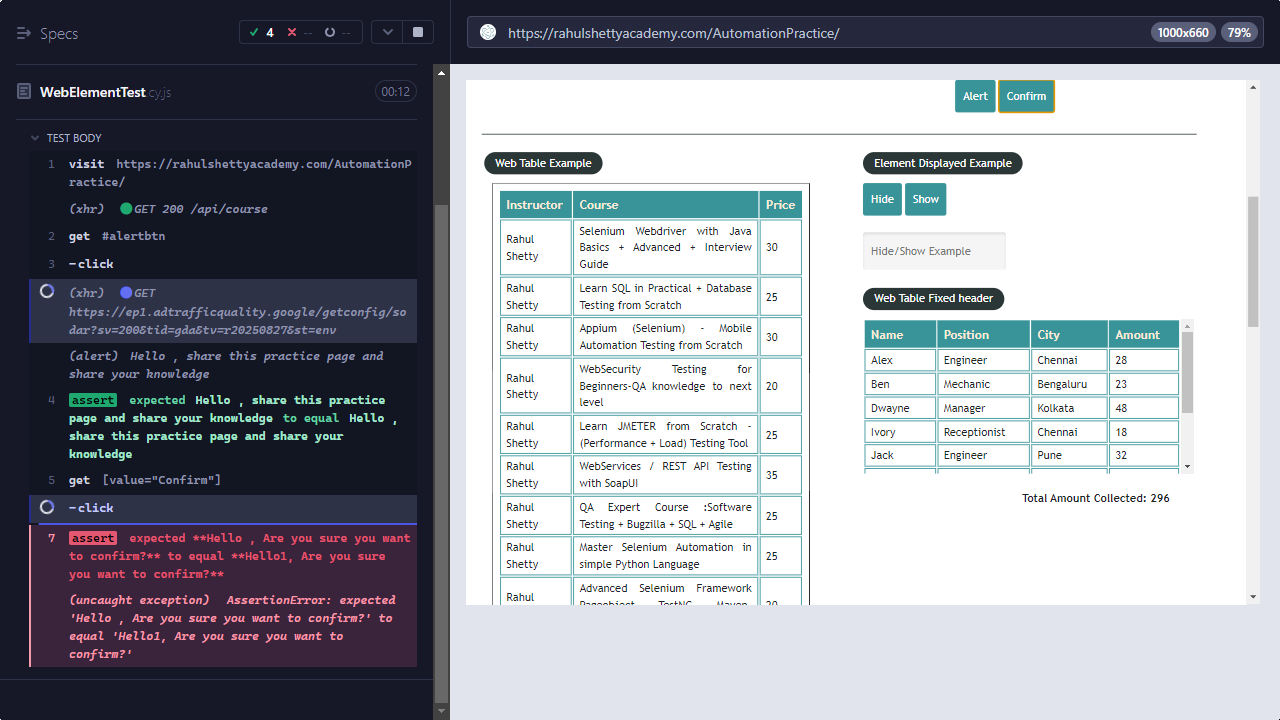 Specs
4 -- --
WebElementTest.cy.js
00:12
TEST BODY
1 visit https://rahulshettyacademy.com/AutomationP
ractice/
(xhr) GET 200 /api/course
2 get #alertbtn
3 -click
(xhr) GET
https://ep1.adtrafficquality.google/getconfig/so
dar?sv=200&tid=gda&tv=r20250827&st=env
(alert) Hello , share this practice page and
share your knowledge
4 assert expected Hello , share this practice
page and share your knowledge to equal Hello ,
share this practice page and share your
knowledge
5 get [value="Confirm"]
-click
7 assert expected **Hello , Are you sure you want
to confirm?** to equal **Hello1, Are you sure
you want to confirm?**
(uncaught exception) AssertionError: expected
'Hello , Are you sure you want to confirm?' to
equal 'Hello1, Are you sure you want to
confirm?'
https://rahulshettyacademy.com/AutomationPractice/
1000x660 79%
Alert Confirm
Web Table Example
Instructor Course Price
Rahul Shetty Selenium Webdriver with Java
Basics + Advanced + Interview
Guide 30
Rahul Shetty Learn SQL in Practical + Database
Testing from Scratch 25
Rahul Shetty Appium (Selenium) - Mobile
Automation Testing from Scratch 30
Rahul Shetty WebSecurity Testing for
Beginners-QA knowledge to next
level 20
Rahul Shetty Learn JMETER from Scratch -
(Performance + Load) Testing Tool 25
Rahul Shetty WebServices / REST API Testing
with SoapUI 35
Rahul Shetty QA Expert Course :Software
Testing + Bugzilla + SQL + Agile 25
Rahul Shetty Master Selenium Automation in
simple Python Language 25
Rahul Advanced Selenium Framework
Pageobject, TestNG, Maven, 20
Element Displayed Example
Hide Show
Hide/Show Example
Web Table Fixed header
Name Position City Amount
Alex Engineer Chennai 28
Ben Mechanic Bengaluru 23
Dwayne Manager Kolkata 48
Ivory Receptionist Chennai 18
Jack Engineer Pune 32
Total Amount Collected: 296